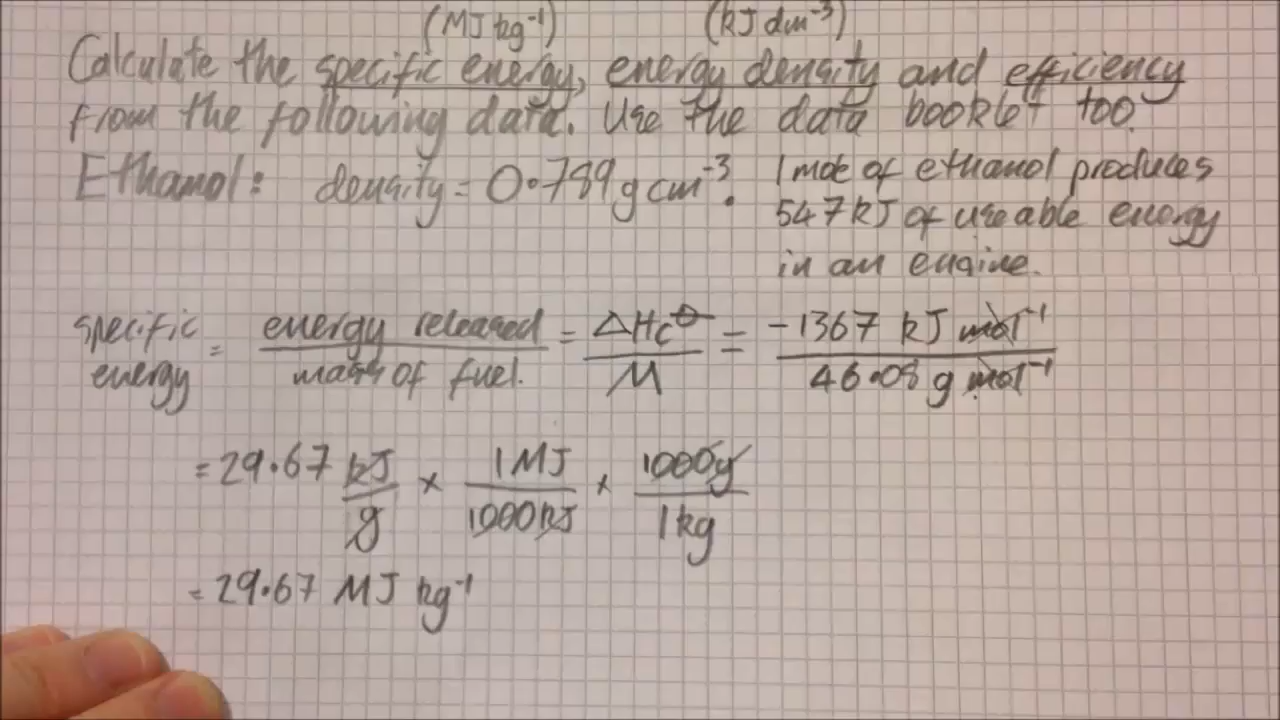 (MJ kg⁻¹) (kJ dm⁻³)
Calculate the specific energy, energy density and efficiency
from the following data. Use the data booklet too.
Ethanol: density = 0.789 g cm⁻³. 1 mole of ethanol produces
547 kJ of useable energy
in an engine.
specific energy = energy released / mass of fuel. = ΔHc⦵ / M = -1367 kJ mol⁻¹ / 46.08 g mol⁻¹
= 29.67 kJ / g × 1 MJ / 1000 kJ × 1000 g / 1 kg
= 29.67 MJ kg⁻¹